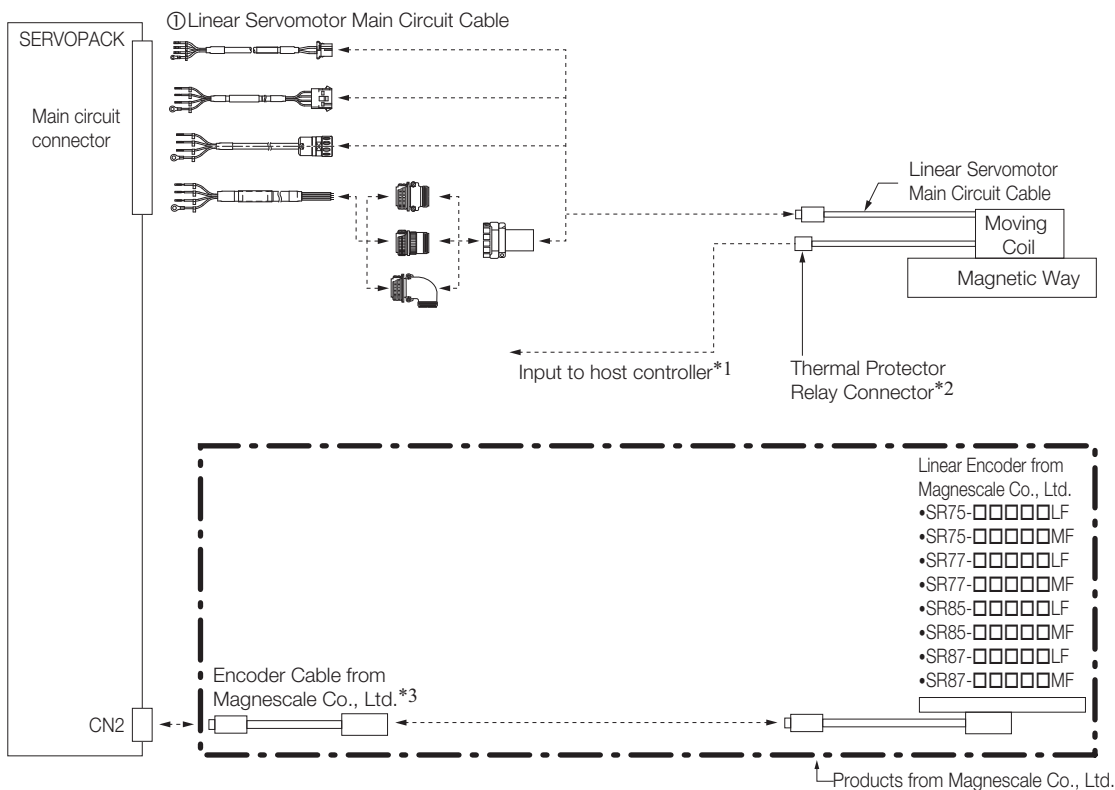 ①Linear Servomotor Main Circuit Cable
SERVOPACK
Main circuit
connector
Linear Servomotor
Main Circuit Cable
Moving
Coil
Magnetic Way
Input to host controller*1
Thermal Protector
Relay Connector*2
Linear Encoder from
Magnescale Co., Ltd.
•SR75-□□□□□LF
•SR75-□□□□□MF
•SR77-□□□□□LF
•SR77-□□□□□MF
•SR85-□□□□□LF
•SR85-□□□□□MF
•SR87-□□□□□LF
•SR87-□□□□□MF
Encoder Cable from
Magnescale Co., Ltd.*3
CN2
Products from Magnescale Co., Ltd.